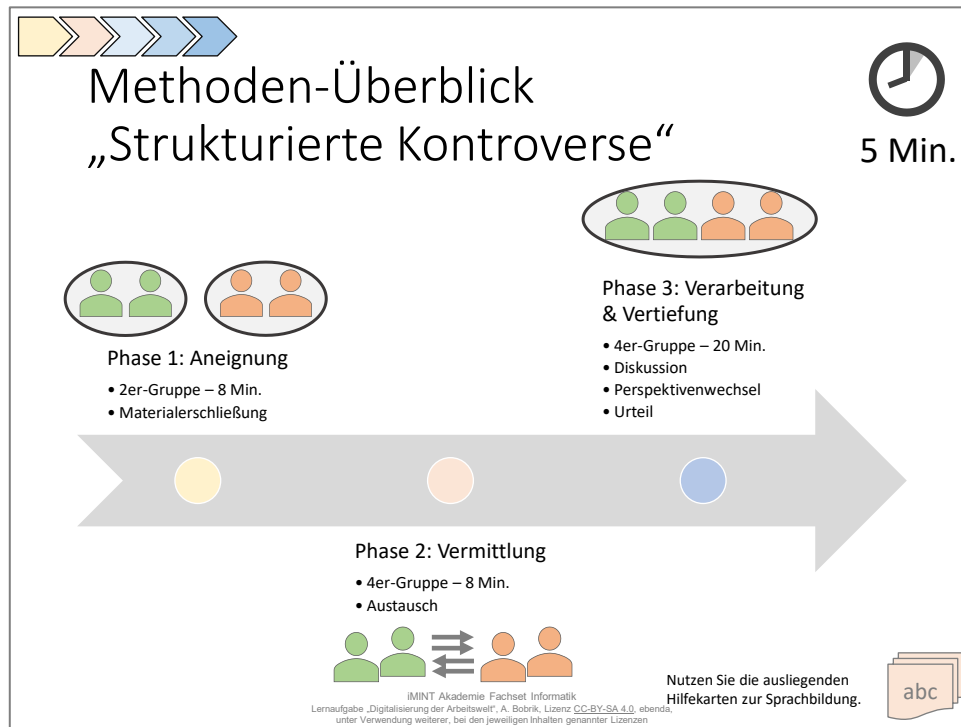 Methoden-Überblick
„Strukturierte Kontroverse“
5 Min.
Phase 1: Aneignung
• 2er-Gruppe – 8 Min.
• Materialerschließung
Phase 2: Vermittlung
• 4er-Gruppe – 8 Min.
• Austausch
Phase 3: Verarbeitung
& Vertiefung
• 4er-Gruppe – 20 Min.
• Diskussion
• Perspektivenwechsel
• Urteil
Nutzen Sie die ausliegenden
Hilfekarten zur Sprachbildung.
abc
iMINT Akademie Fachset Informatik
Lernaufgabe „Digitalisierung der Arbeitswelt“, A. Bobrik, Lizenz CC-BY-SA 4.0, ebenda,
unter Verwendung weiterer, bei den jeweiligen Inhalten genannter Lizenzen